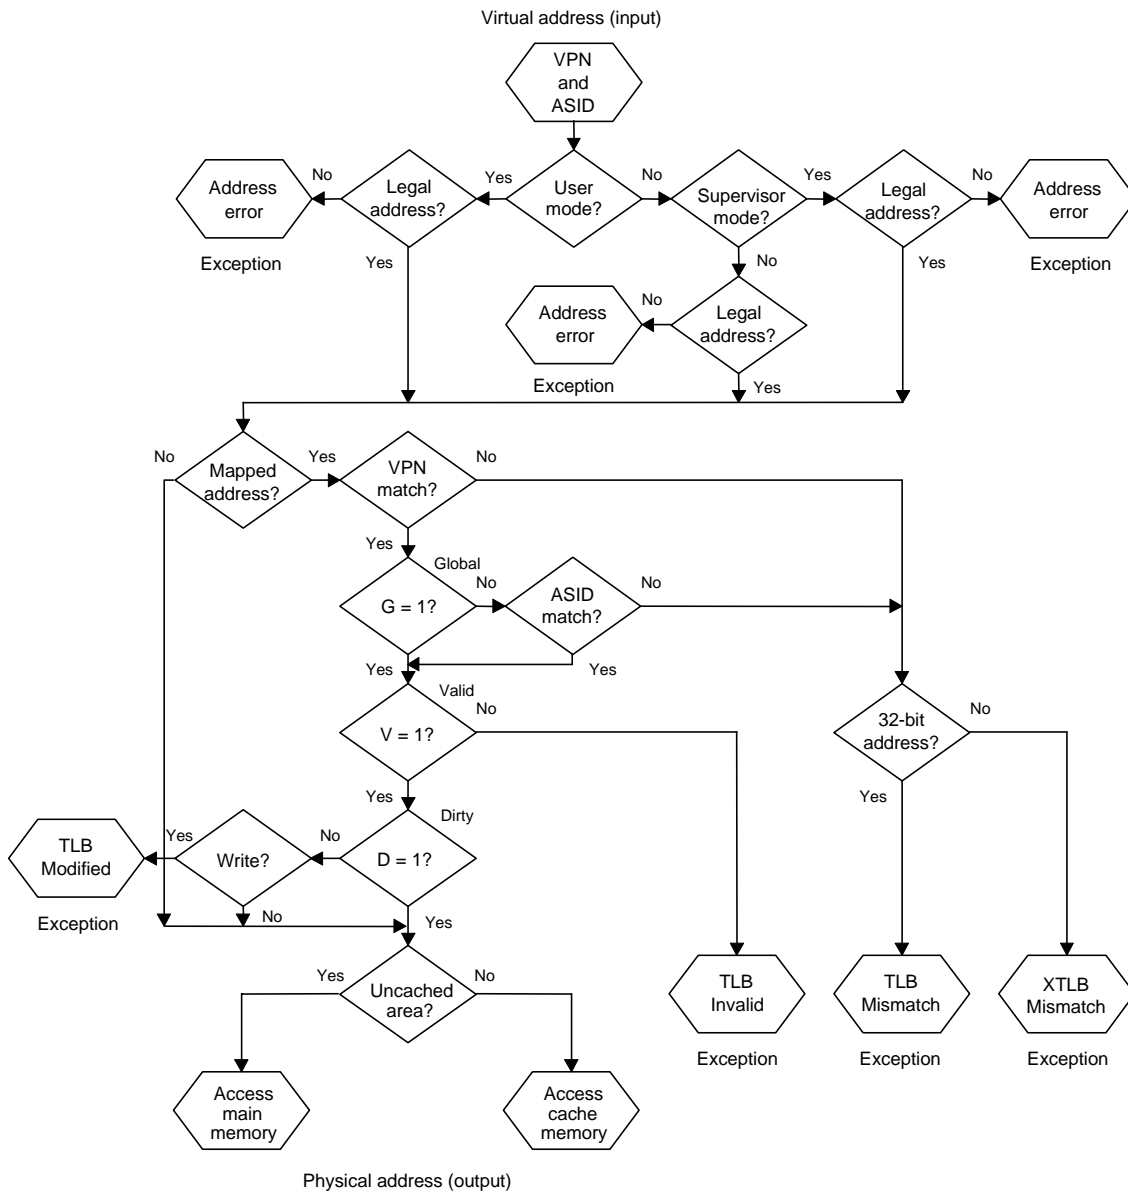 Virtual address (input)
VPN
and
ASID
No
Yes
No
Yes
No
Address
error
Legal
address?
User
mode?
Supervisor
mode?
Legal
address?
Address
error
Exception
Yes
No
Yes
Exception
No
Address
error
Legal
address?
Exception
Yes
No
Yes
No
Mapped
address?
VPN
match?
Yes
Global
No
No
G = 1?
ASID
match?
Yes
Yes
Valid
No
No
V = 1?
32-bit
address?
Yes
Yes
Dirty
Yes
No
TLB
Modified
Write?
D = 1?
Exception
No
Yes
Yes
No
Uncached
area?
TLB
Invalid
TLB
Mismatch
XTLB
Mismatch
Exception
Exception
Exception
Access
main
memory
Access
cache
memory
Physical address (output)